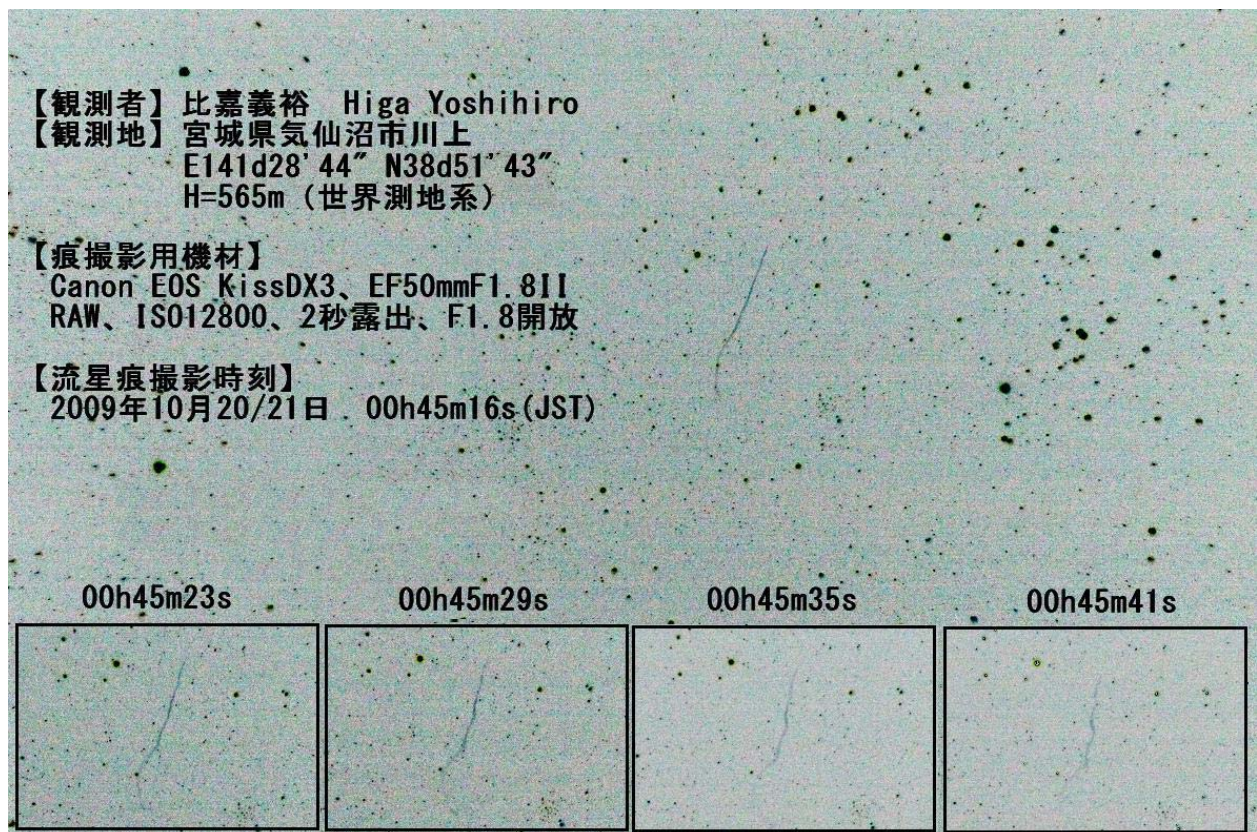 【観測者】比嘉義裕　Higa Yoshihiro
【観測地】宮城県気仙沼市川上
E141d28'44″ N38d51'43″
H=565m（世界測地系）
【痕撮影用機材】
Canon EOS KissDX3、EF50mmF1.8II
RAW、ISO12800、2秒露出、F1.8開放
【流星痕撮影時刻】
2009年10月20/21日　00h45m16s(JST)
00h45m23s
00h45m29s
00h45m35s
00h45m41s